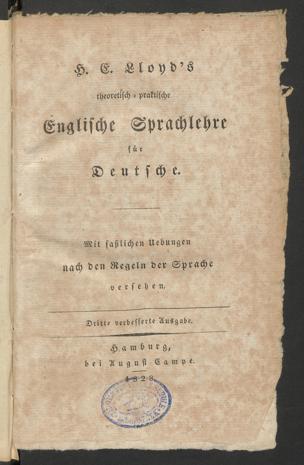 H. E. Lloyd's
theoretisch-praktische
Englische Sprachlehre
für
Deutsche.
Mit faßlichen Uebungen
nach den Regeln der Sprache
versehen.
Dritte verbesserte Ausgabe.
Hamburg,
bei August Campe.
1828